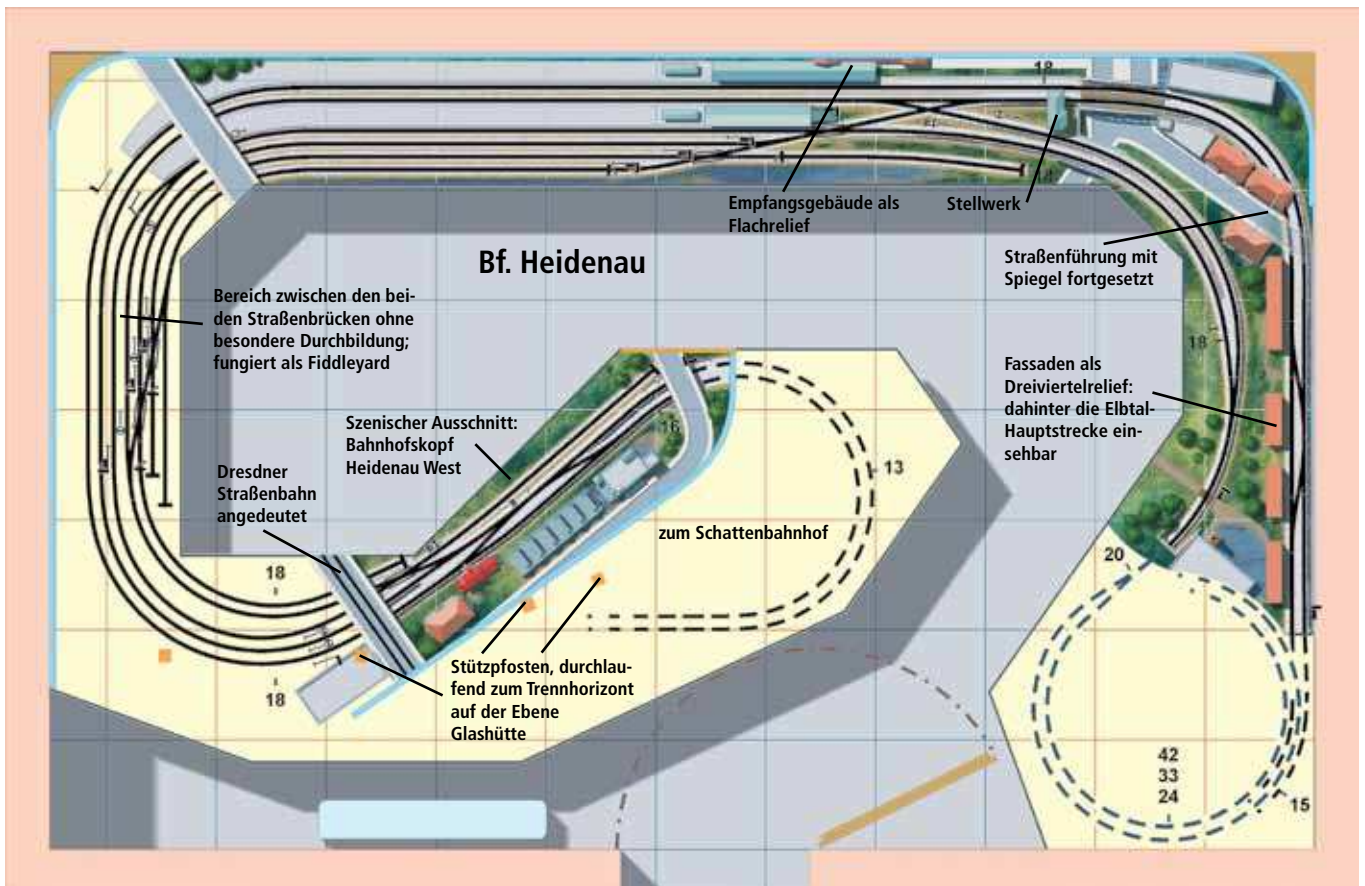 18
Empfangsgebäude als
Flachrelief
Stellwerk
Bf. Heidenau
Straßenführung mit
Spiegel fortgesetzt
Bereich zwischen den bei-
den Straßenbrücken ohne
besondere Durchbildung;
fungiert als Fiddleyard
18
Fassaden als
Dreiviertelrelief:
dahinter die Elbtal-
Hauptstrecke ein-
sehbar
Szenischer Ausschnitt:
Bahnhofskopf
Heidenau West
16
13
Dresdner
Straßenbahn
angedeutet
zum Schattenbahnhof
20
18
18
Stützpfosten, durchlau-
fend zum Trennhorizont
auf der Ebene
Glashütte
42
33
24
15